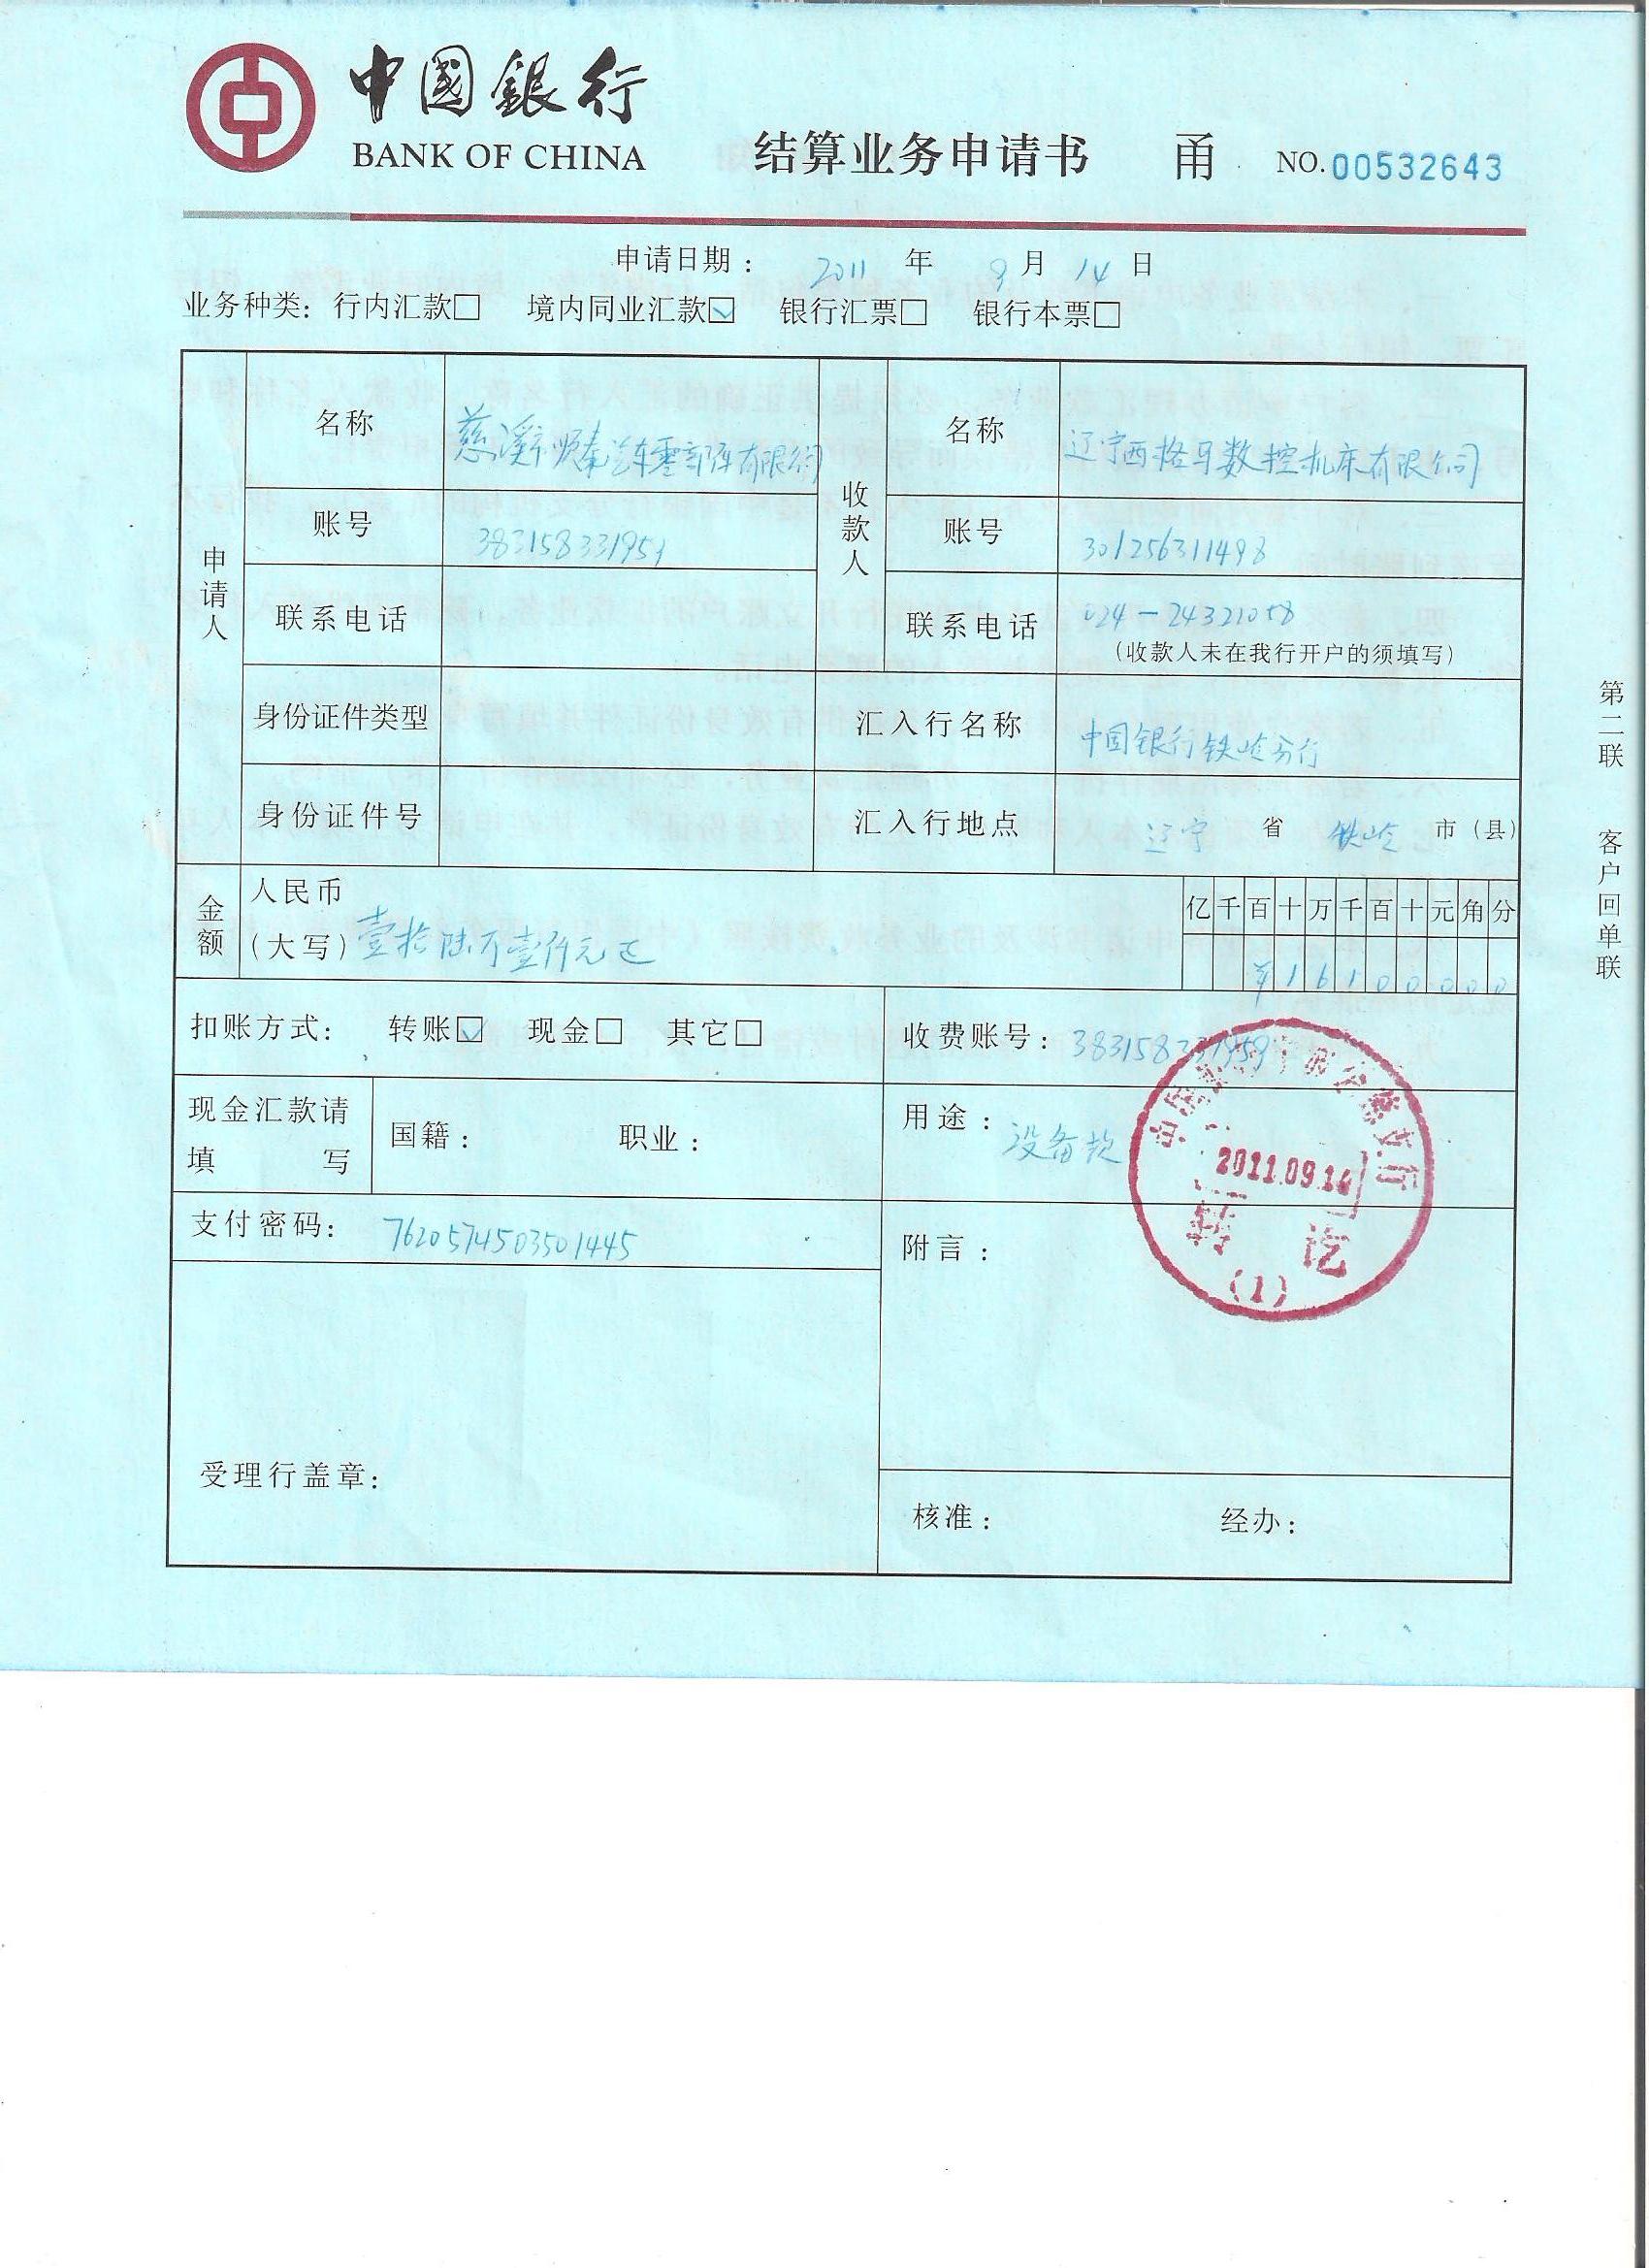 中國銀行
BANK OF CHINA
结算业务申请书 甬 NO.00532643
申请日期： 2011 年 9 月 14 日
业务种类：行内汇款□ 境内同业汇款☑ 银行汇票□ 银行本票□
申请人
名称 慈溪市顺泰汽车零部件有限公司
账号
联系电话
身份证件类型
身份证件号
收款人
名称 辽宁西格马数控机床有限公司
账号 301256311498
联系电话 024-24321058
(收款人未在我行开户的须填写)
汇入行名称 中国银行铁岭分行
汇入行地点 辽宁 省 铁岭 市（县）
金额
人民币
（大写）壹拾陆万壹仟元正
亿千百十万千百十元角分
¥16100000
扣账方式： 转账☑ 现金□ 其它□
收费账号：383158331959
现金汇款请
填 写
国籍： 职业：
用途：设备款
支付密码：7620574503501445
附言：
2011.09.14
转 讫
(1)
受理行盖章：
核准： 经办：
第二联 客户回单联